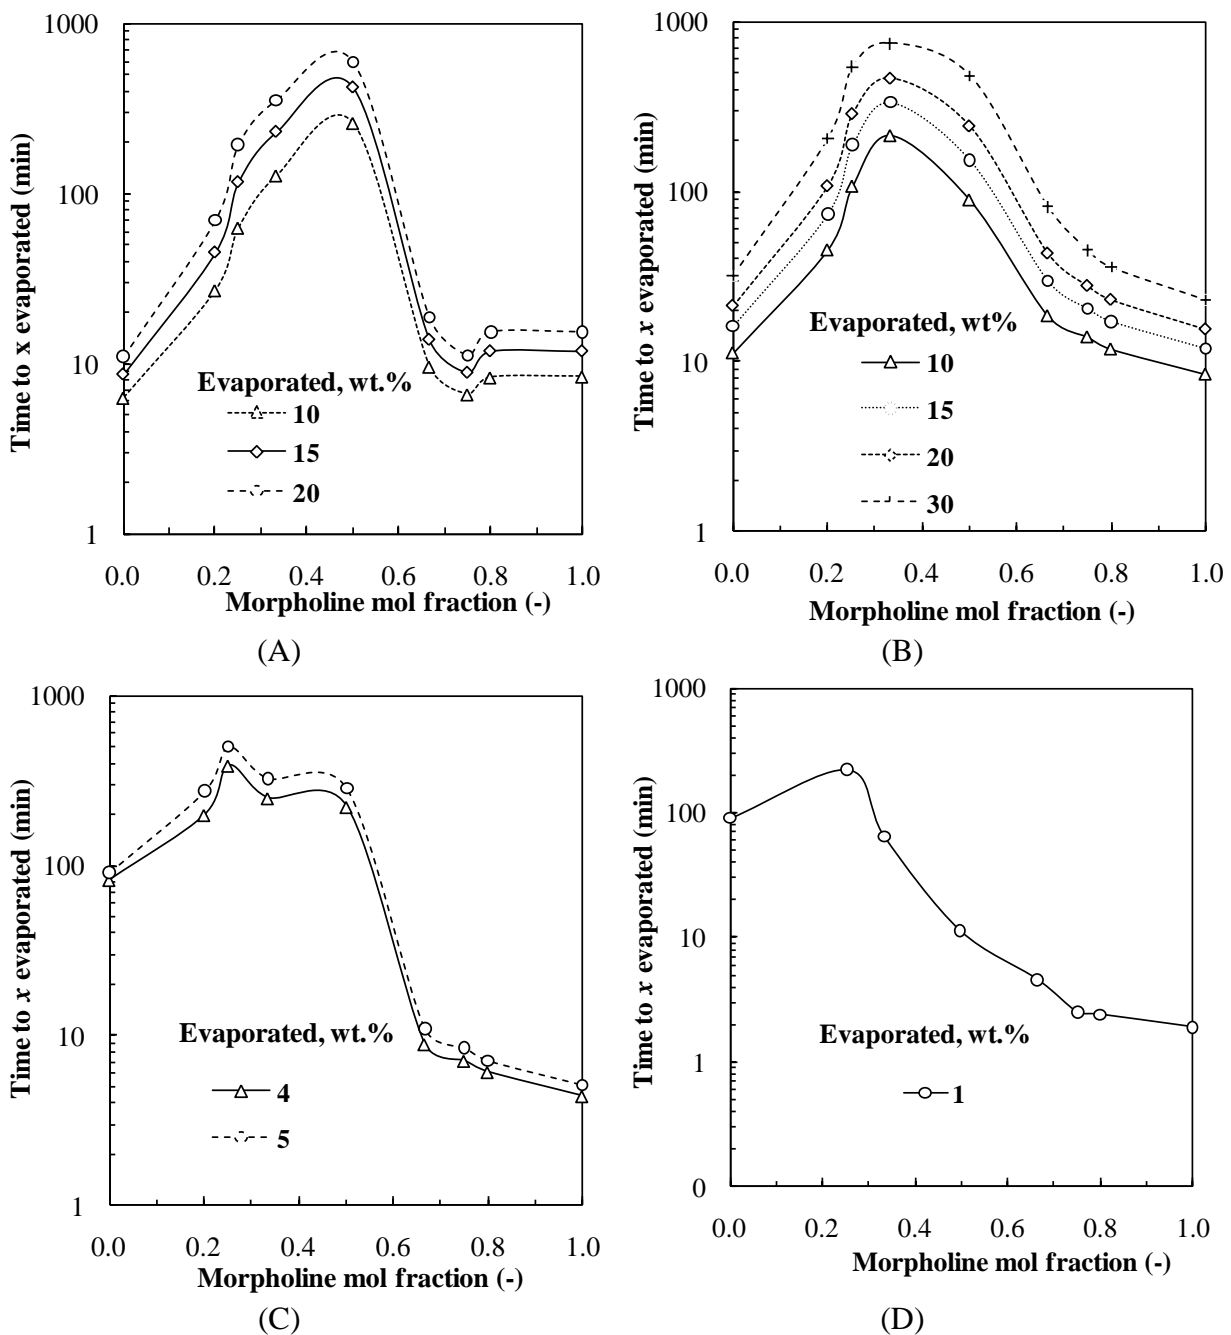 1000
100
10
1
Time to x evaporated (min)
Evaporated, wt.%
10
15
20
0.0 0.2 0.4 0.6 0.8 1.0
Morpholine mol fraction (-)
(A)
1000
100
10
1
Time to x evaporated (min)
Evaporated, wt%
10
15
20
30
0.0 0.2 0.4 0.6 0.8 1.0
Morpholine mol fraction (-)
(B)
1000
100
10
1
Time to x evaporated (min)
Evaporated, wt.%
4
5
0.0 0.2 0.4 0.6 0.8 1.0
Morpholine mol fraction (-)
(C)
1000
100
10
1
0
Time to x evaporated (min)
Evaporated, wt.%
1
0.0 0.2 0.4 0.6 0.8 1.0
Morpholine mol fraction (-)
(D)